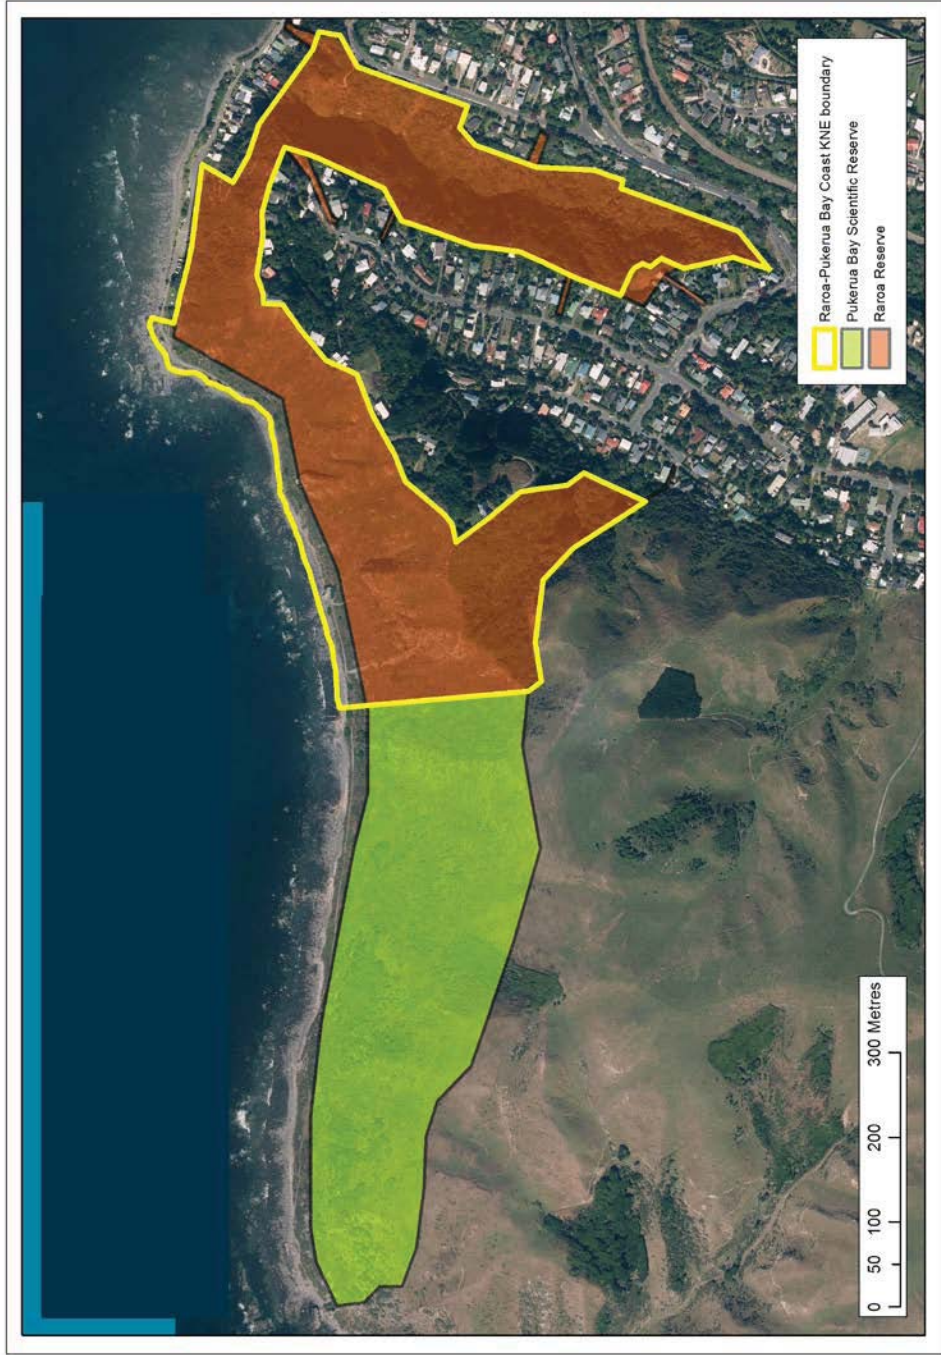 Raroa-Pukerua Bay Coast KNE boundary
Pukerua Bay Scientific Reserve
Raroa Reserve
0 50 100 200 300 Metres